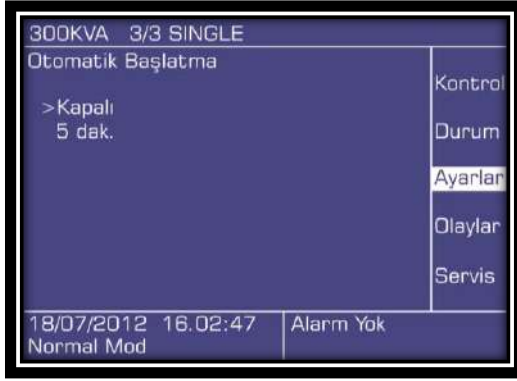 300KVA 3/3 SINGLE
Otomatik Başlatma
>Kapalı
5 dak.
Kontrol
Durum
Ayarlar
Olaylar
Servis
18/07/2012 16.02:47
Normal Mod
Alarm Yok